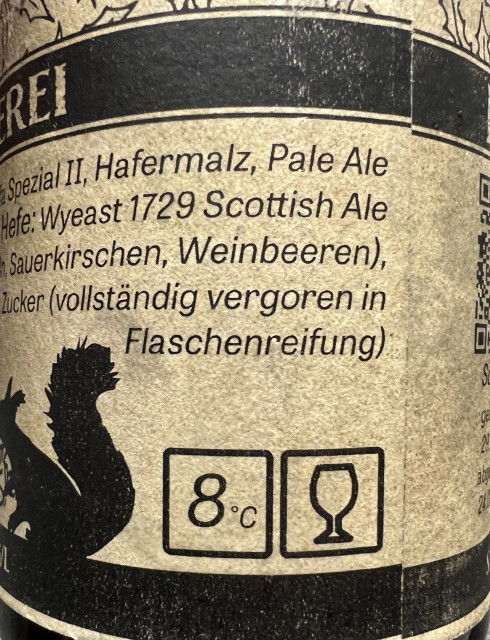 EREI
Spezial II, Hafermalz, Pale Ale
Hefe: Wyeast 1729 Scottish Ale
Sauerkirschen, Weinbeeren),
Zucker (vollständig vergoren in
Flaschenreifung)
8°C